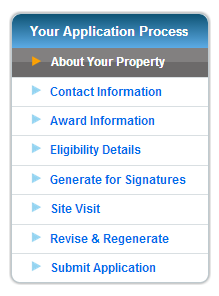 Your Application Process
About Your Property
Contact Information
Award Information
Eligibility Details
Generate for Signatures
Site Visit
Revise & Regenerate
Submit Application